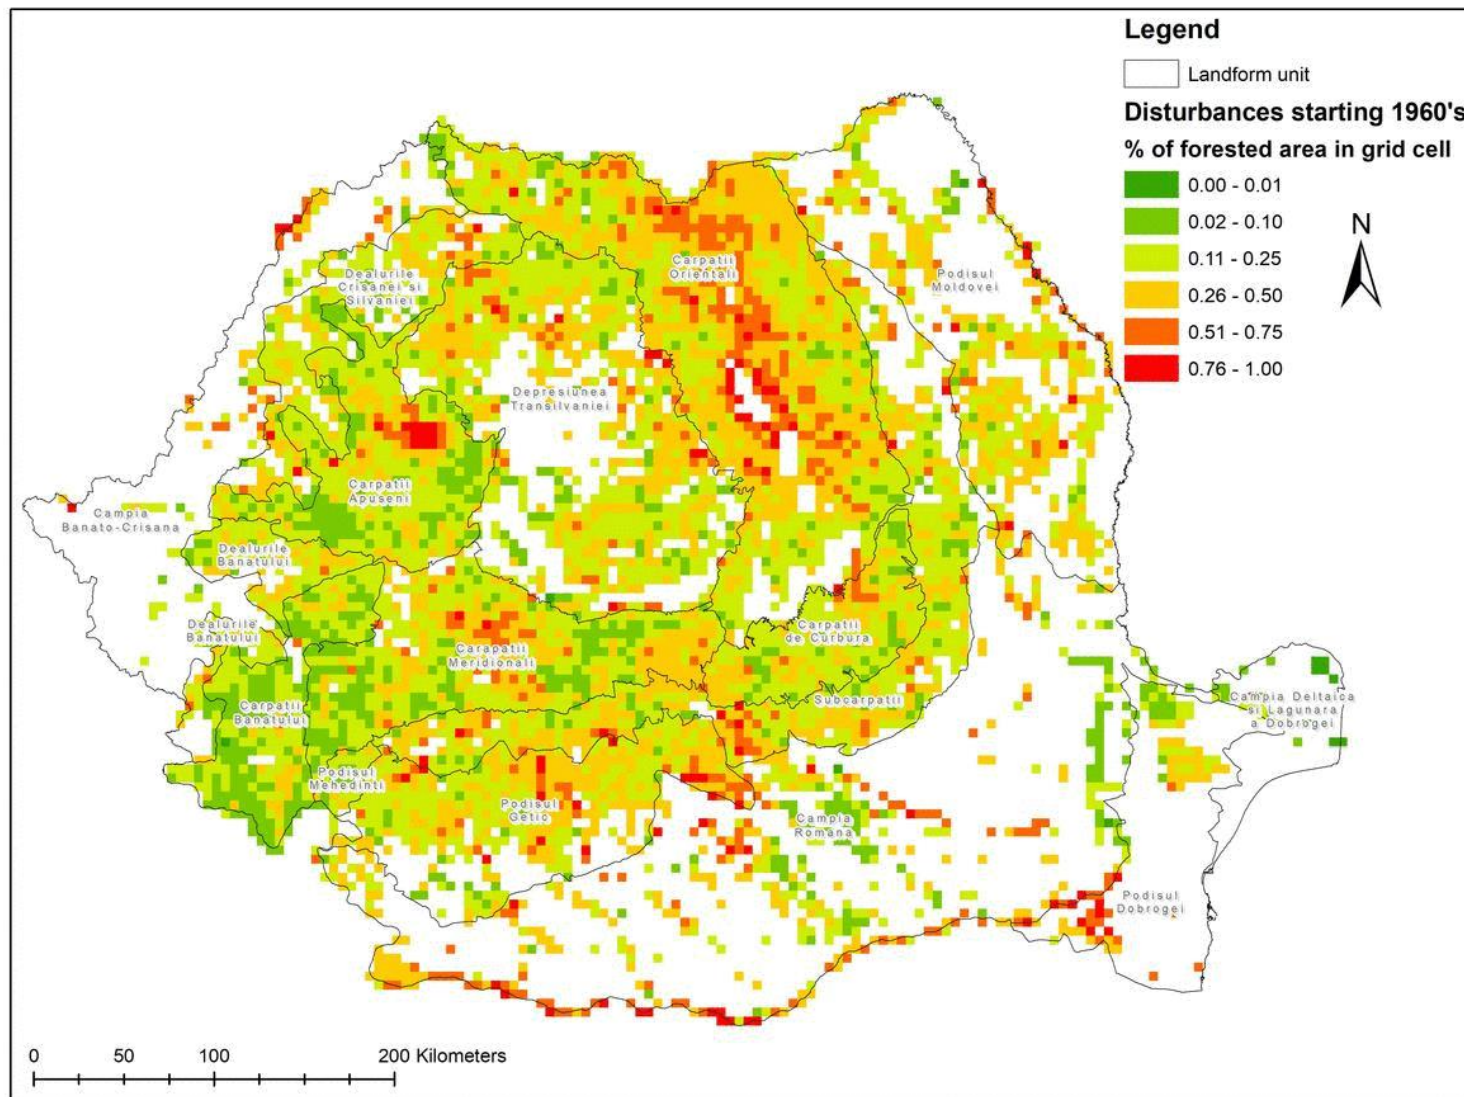 Legend
Landform unit
Disturbances starting 1960's
% of forested area in grid cell
0.00 - 0.01
0.02 - 0.10
0.11 - 0.25
0.26 - 0.50
0.51 - 0.75
0.76 - 1.00
N
Carpatii
Orientali
Podisul
Moldovei
Dealurile
Crisanei si
Silvaniei
Depresiunea
Transilvaniei
Carpatii
Apuseni
Campia
Banato-Crisana
Dealurile
Banatului
Dealurile
Banatului
Carpatii
de Curbura
Carapatii
Meridionali
Carpatii
Banatului
Subcarpatii
Campia Deltaica
si Lagunara
a Dobrogei
Podisul
Mehedinti
Podisul
Getic
Campia
Romana
Podisul
Dobrogei
0 50 100 200 Kilometers